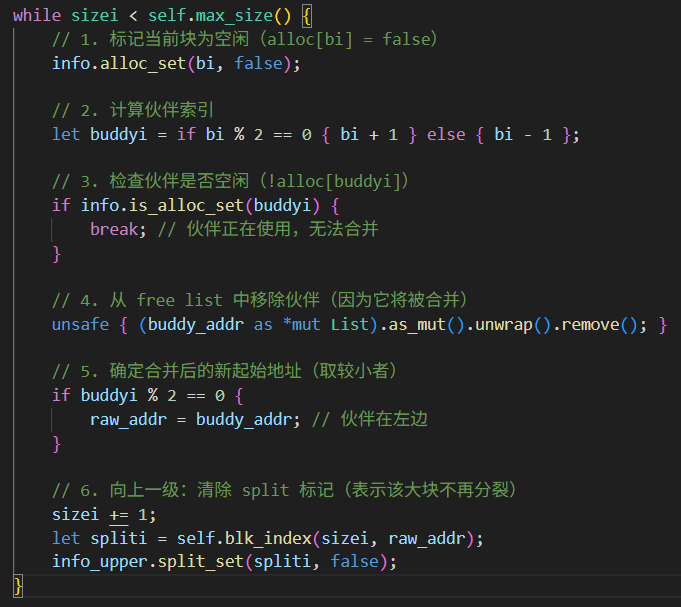 while sizei < self.max_size() {
    // 1. 标记当前块为空闲（alloc[bi] = false）
    info.alloc_set(bi, false);

    // 2. 计算伙伴索引
    let buddyi = if bi % 2 == 0 { bi + 1 } else { bi - 1 };

    // 3. 检查伙伴是否空闲（!alloc[buddyi]）
    if info.is_alloc_set(buddyi) {
        break; // 伙伴正在使用，无法合并
    }

    // 4. 从 free list 中移除伙伴（因为它将被合并）
    unsafe { (buddy_addr as *mut List).as_mut().unwrap().remove(); }

    // 5. 确定合并后的新起始地址（取较小者）
    if buddyi % 2 == 0 {
        raw_addr = buddy_addr; // 伙伴在左边
    }

    // 6. 向上一级：清除 split 标记（表示该大块不再分裂）
    sizei += 1;
    let spliti = self.blk_index(sizei, raw_addr);
    info_upper.split_set(spliti, false);
}